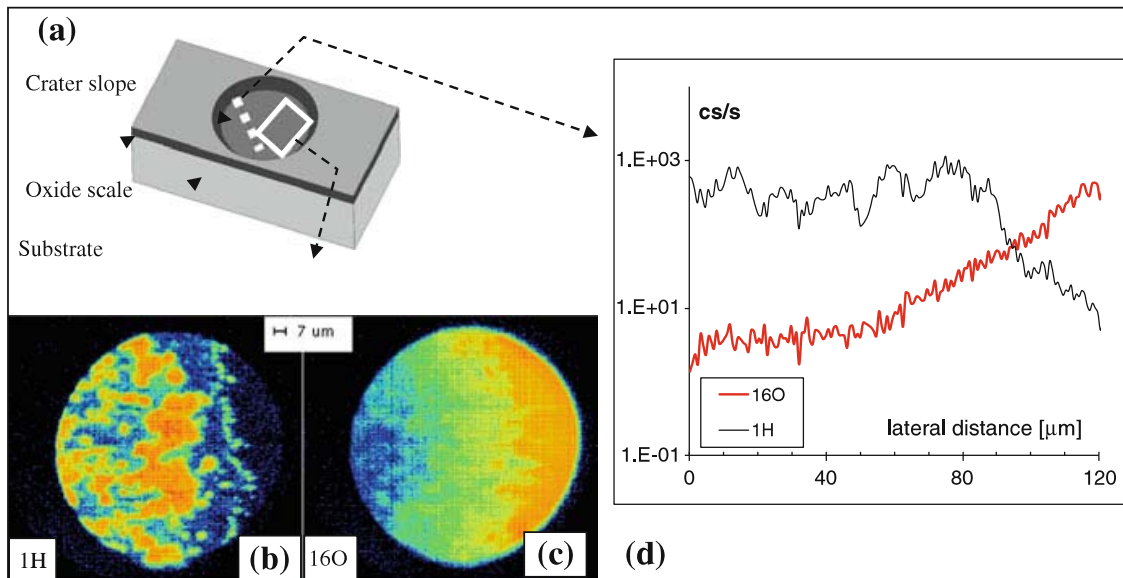 (a)
Crater slope
Oxide scale
Substrate
7 um
1H
(b)
16O
(c)
cs/s
1.E+03
1.E+01
1.E-01
16O
1H
lateral distance [μm]
0 40 80 120
(d)